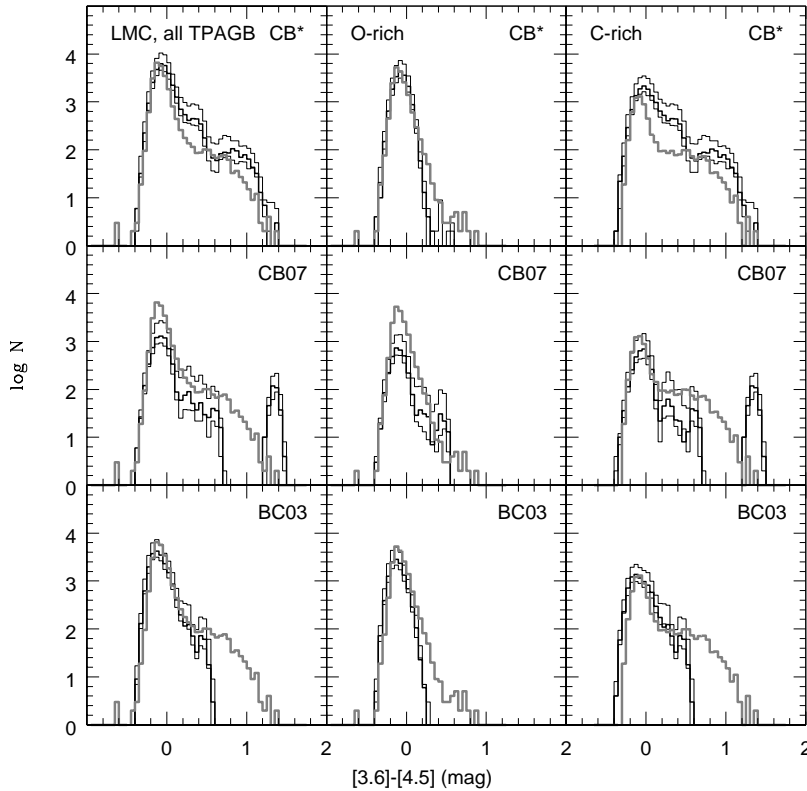 LMC, all TPAGB CB* O-rich CB* C-rich CB*
4
3
2
1
0
CB07 CB07 CB07
4
3
2
1
0
log N
BC03 BC03 BC03
4
3
2
1
0
0 1 2 0 1 2 0 1 2
[3.6]-[4.5] (mag)